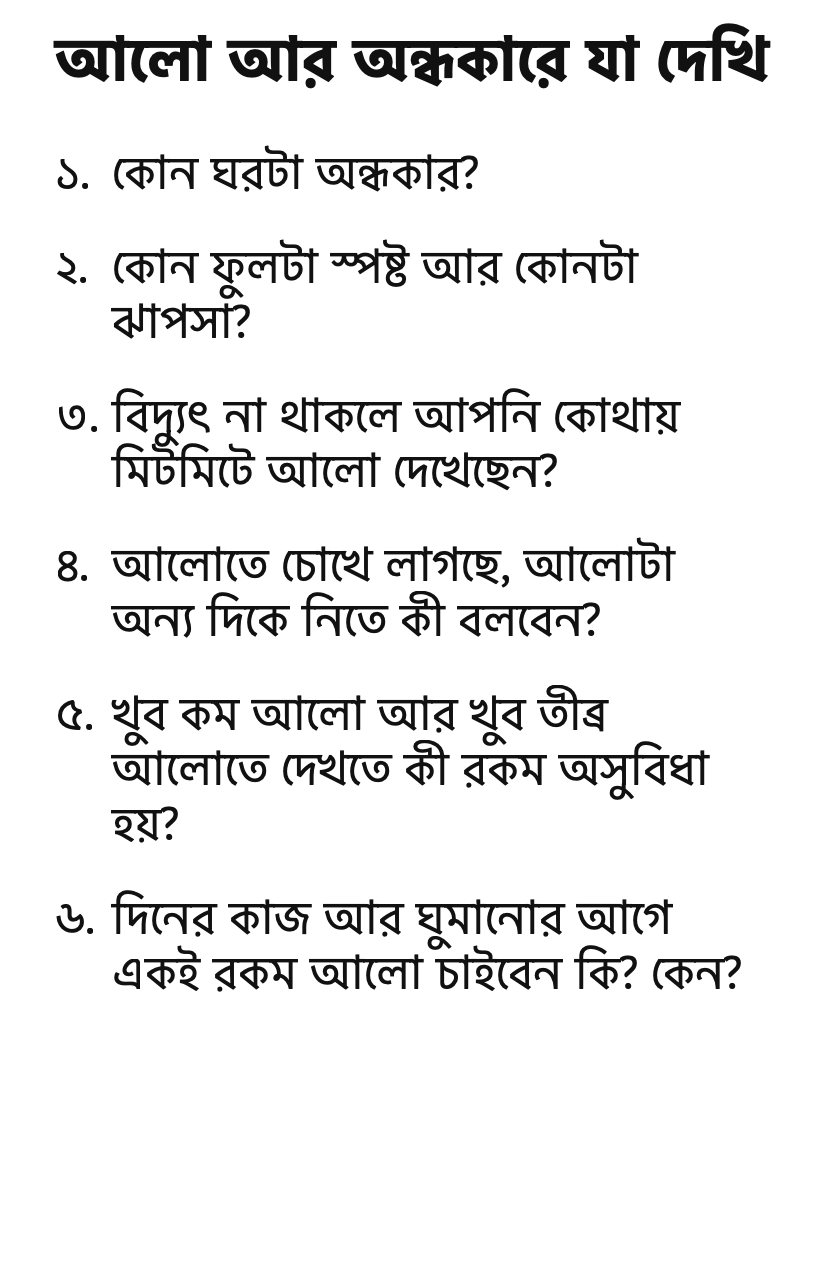 আলো আর অন্ধকারে যা দেখি
১. কোন ঘরটা অন্ধকার?
২. কোন ফুলটা স্পষ্ট আর কোনটা
ঝাপসা?
৩. বিদ্যুৎ না থাকলে আপনি কোথায়
মিটমিটে আলো দেখেছেন?
৪. আলোতে চোখে লাগছে, আলোটা
অন্য দিকে নিতে কী বলবেন?
৫. খুব কম আলো আর খুব তীব্র
আলোতে দেখতে কী রকম অসুবিধা
হয়?
৬. দিনের কাজ আর ঘুমানোর আগে
একই রকম আলো চাইবেন কি? কেন?